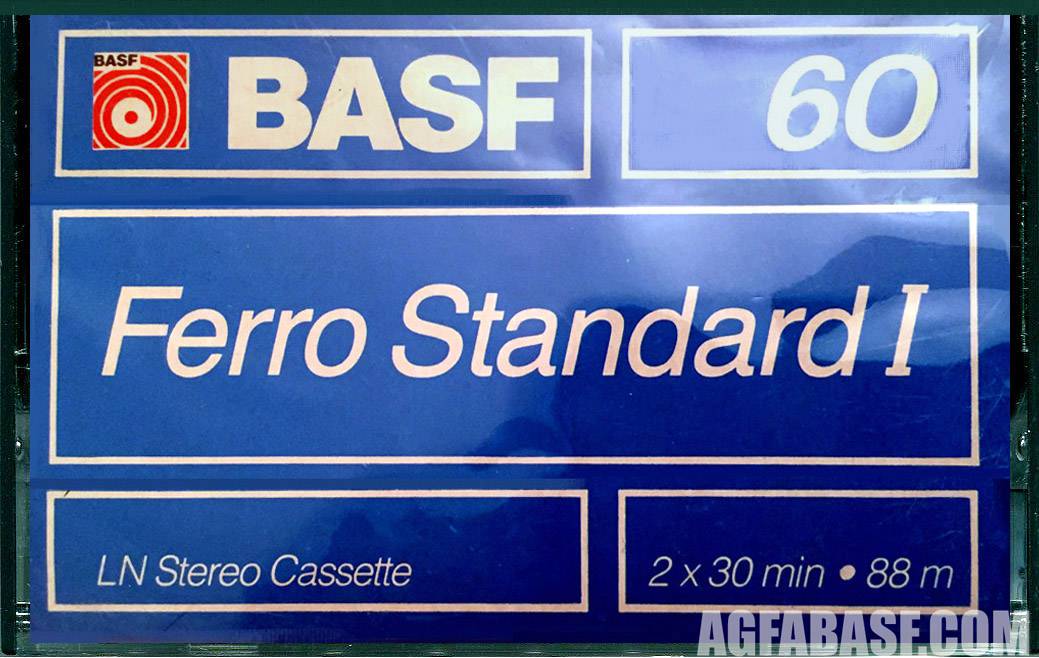 BASF
BASF
60
Ferro Standard I
LN Stereo Cassette
2 x 30 min • 88 m
AGFABASF.COM